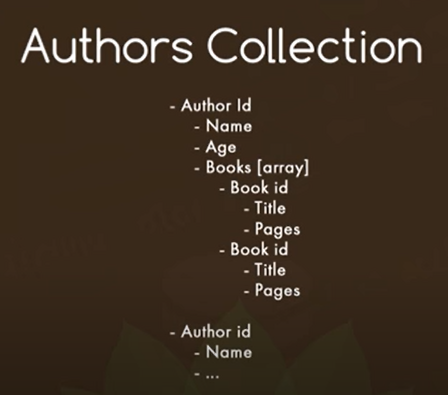 Authors Collection
- Author Id
- Name
- Age
- Books [array]
- Book id
- Title
- Pages
- Book id
- Title
- Pages
- Author id
- Name
- ...